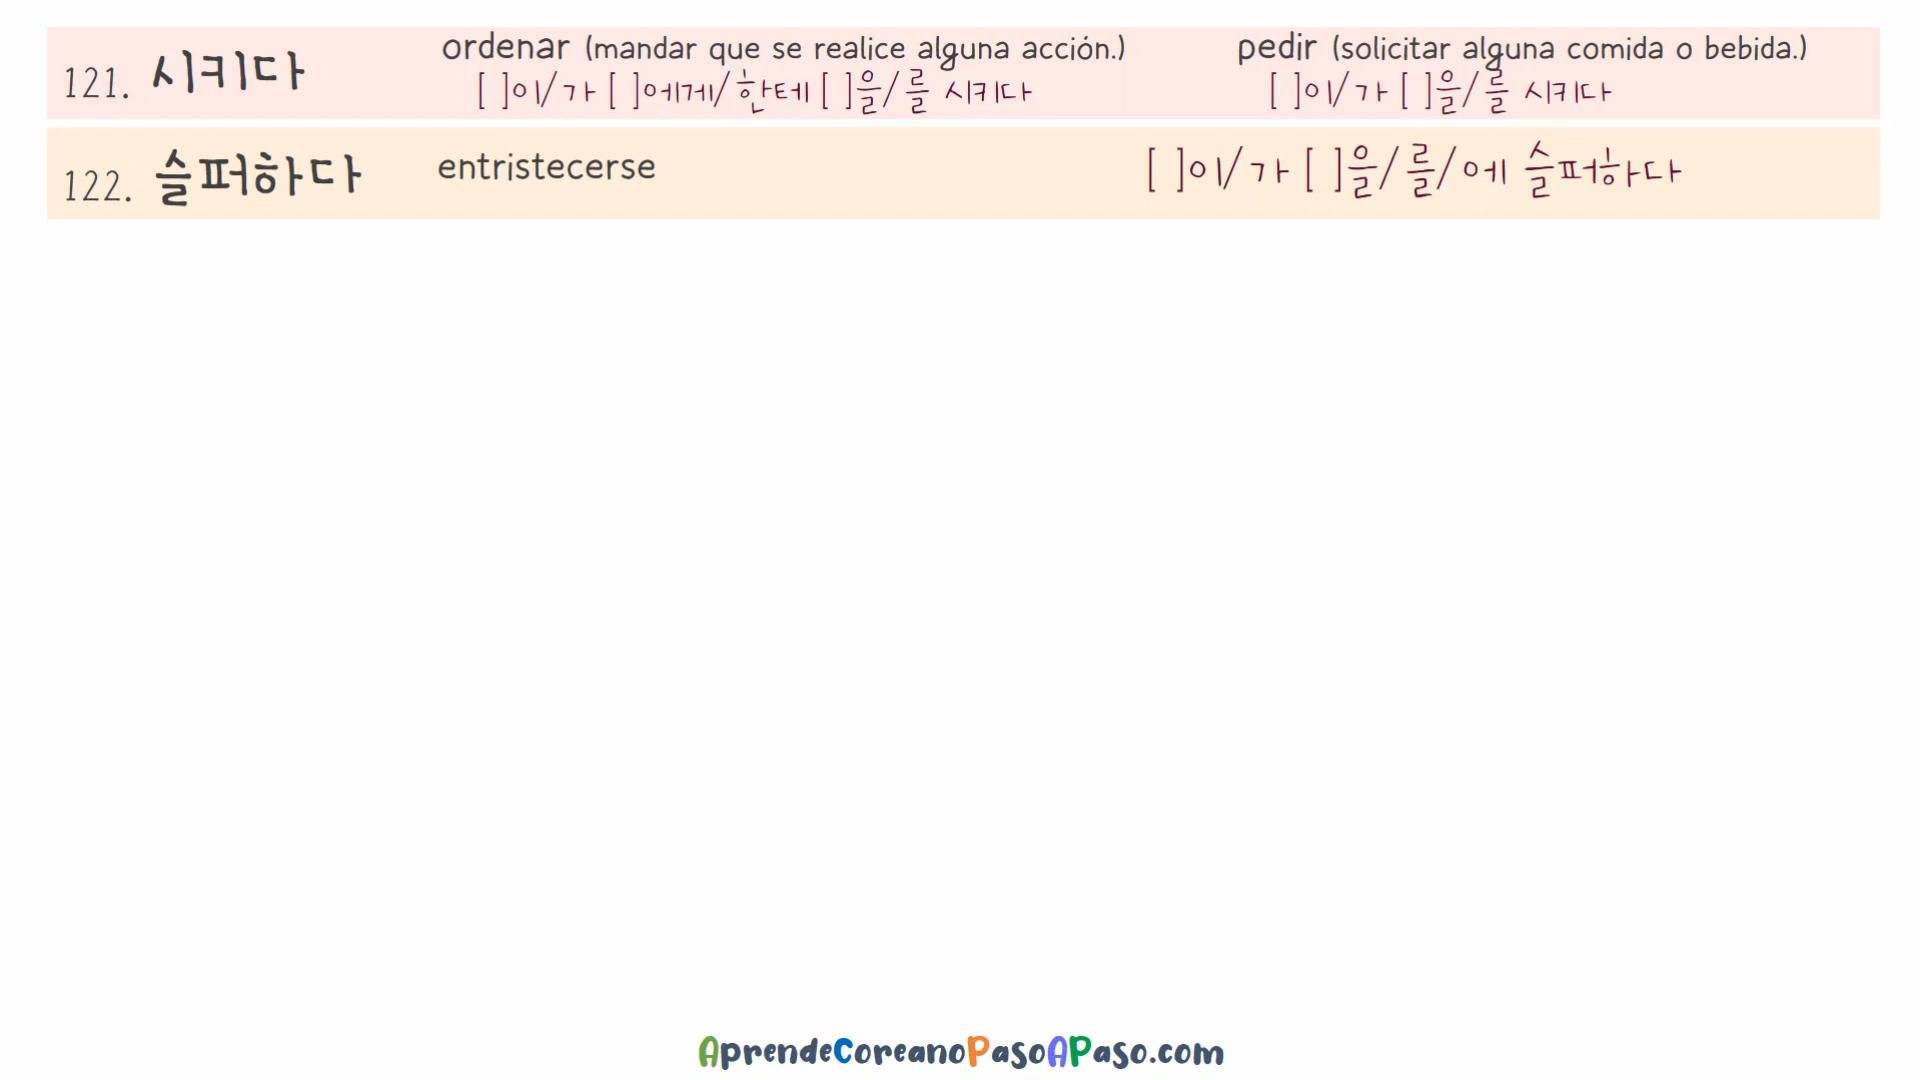 121. 시키다
ordenar (mandar que se realice alguna acción.)
[ ]이/가 [ ]에게/한테 [ ]을/를 시키다
pedir (solicitar alguna comida o bebida.)
[ ]이/가 [ ]을/를 시키다
122. 슬퍼하다
entristecerse
[ ]이/가 [ ]을/를/에 슬퍼하다
AprendeCoreanoPasoAPaso.com